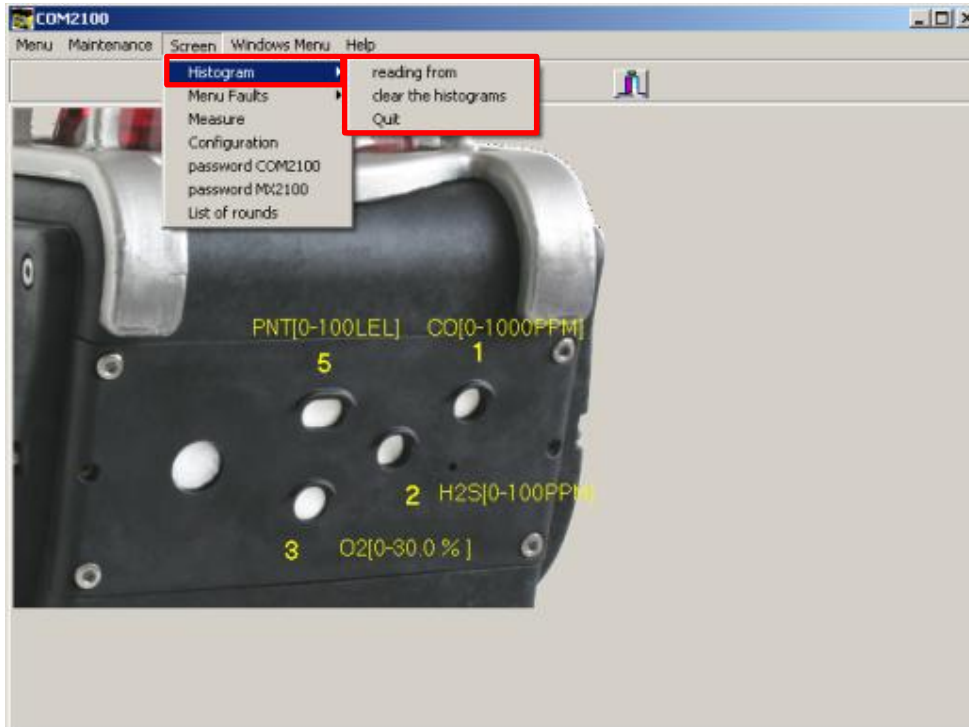 COM2100
Menu Maintenance Screen Windows Menu Help
Histogram
Menu Faults
Measure
Configuration
password COM2100
password MX2100
List of rounds
reading from
clear the histograms
Quit
PNT[0-100LEL] CO[0-1000PPM]
5 1
2 H2S[0-100PPM]
3 O2[0-30.0 % ]